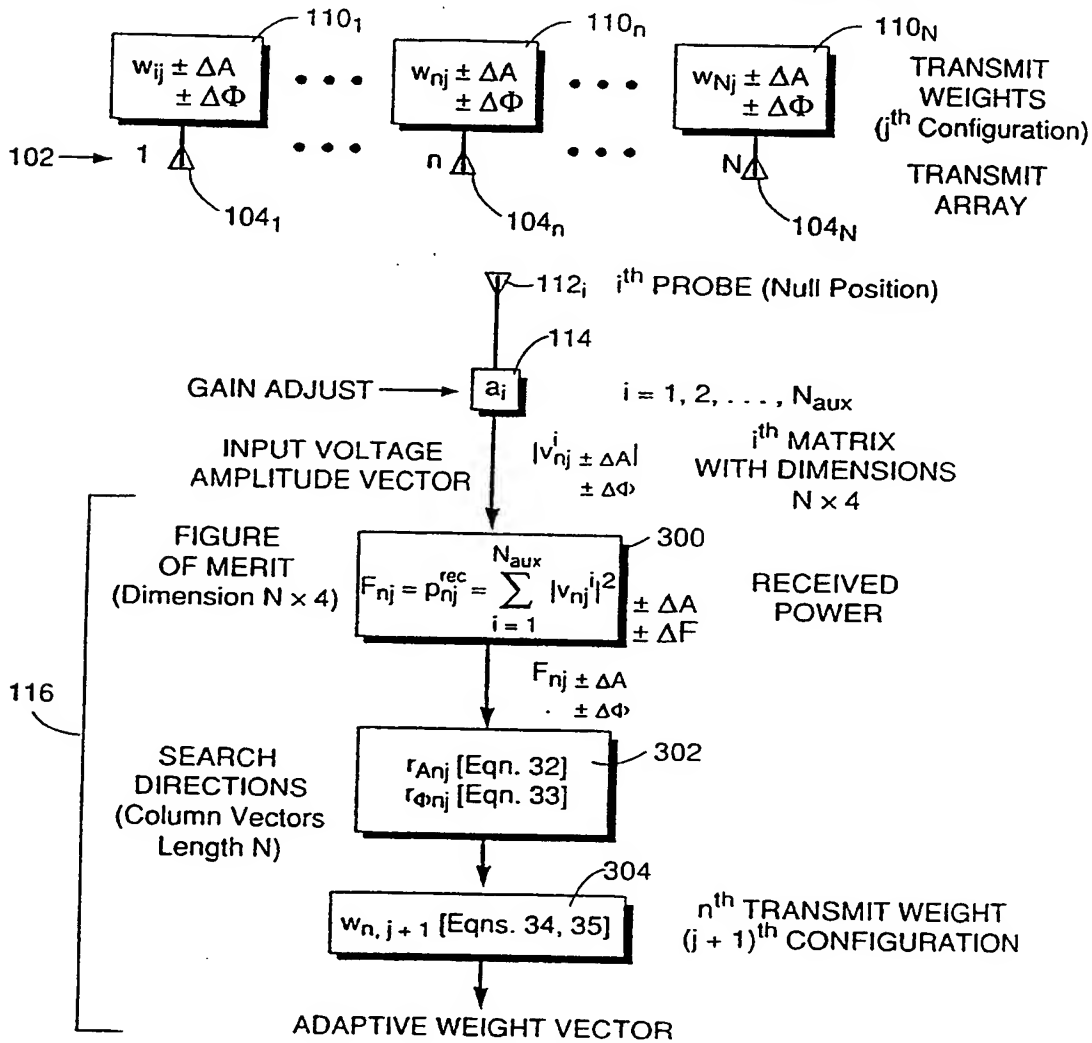 110₁
110ₙ
110_N
w_ij ± ΔA
± ΔΦ
• • •
w_nj ± ΔA
± ΔΦ
• • •
w_Nj ± ΔA
± ΔΦ
TRANSMIT
WEIGHTS
(j^th Configuration)
102
1
• • •
n
• • •
N
TRANSMIT
ARRAY
104₁
104ₙ
104_N
112ᵢ
i^th PROBE (Null Position)
114
GAIN ADJUST
aᵢ
i = 1, 2, . . . , N_aux
INPUT VOLTAGE
AMPLITUDE VECTOR
|v^i_nj ± ΔA|
± ΔΦ
i^th MATRIX
WITH DIMENSIONS
N × 4
FIGURE
OF MERIT
(Dimension N × 4)
300
F_nj = p_nj^rec = \sum_{i = 1}^{N_aux} |v_nj^i|²
± ΔA
± ΔF
RECEIVED
POWER
F_nj ± ΔA
± ΔΦ
116
SEARCH
DIRECTIONS
(Column Vectors
Length N)
302
r_Anj [Eqn. 32]
r_Φnj [Eqn. 33]
304
w_n, j + 1 [Eqns. 34, 35]
n^th TRANSMIT WEIGHT
(j + 1)^th CONFIGURATION
ADAPTIVE WEIGHT VECTOR